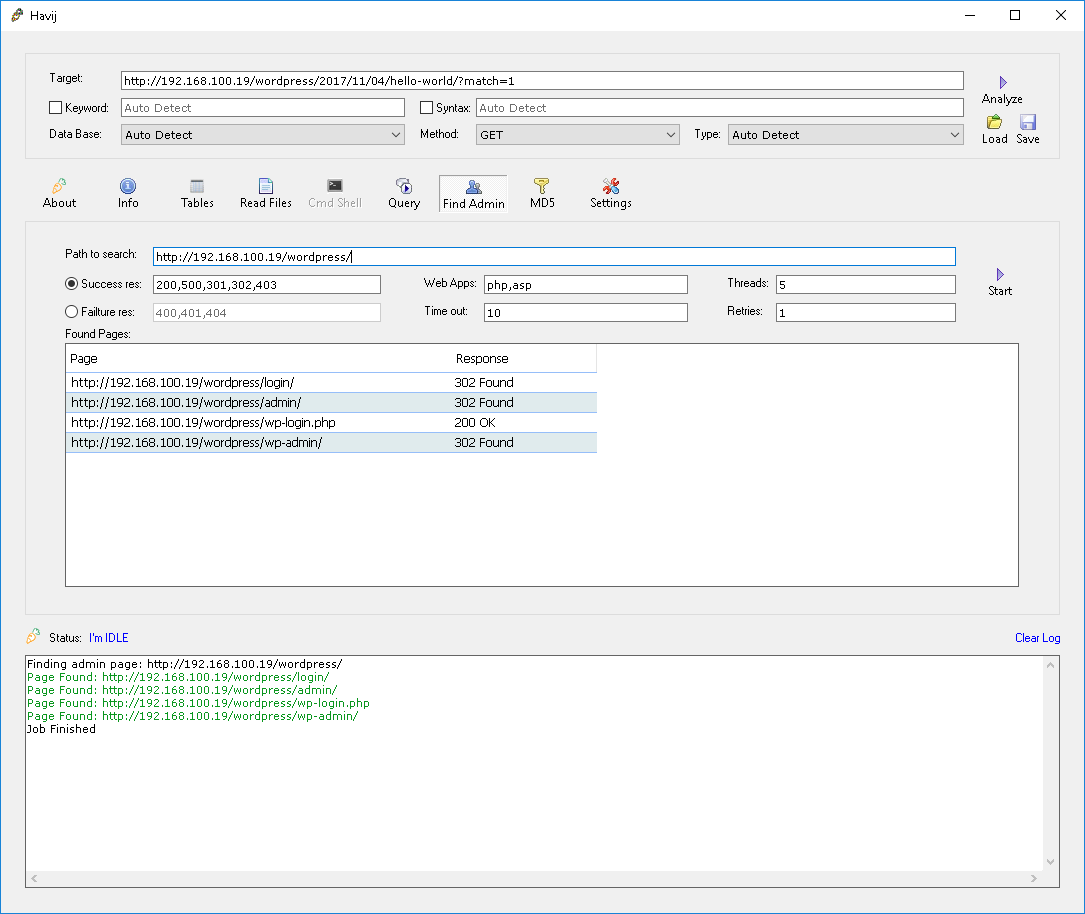 Havij
Target: http://192.168.100.19/wordpress/2017/11/04/hello-world/?match=1
Analyze
Keyword: Auto Detect Syntax: Auto Detect
Data Base: Auto Detect Method: GET Type: Auto Detect
Load Save
About Info Tables Read Files Cmd Shell Query Find Admin MD5 Settings
Path to search: http://192.168.100.19/wordpress/
Success res: 200,500,301,302,403 Web Apps: php,asp Threads: 5
Start
Failture res: 400,401,404 Time out: 10 Retries: 1
Found Pages:
Page Response
http://192.168.100.19/wordpress/login/ 302 Found
http://192.168.100.19/wordpress/admin/ 302 Found
http://192.168.100.19/wordpress/wp-login.php 200 OK
http://192.168.100.19/wordpress/wp-admin/ 302 Found
Status: I'm IDLE Clear Log
Finding admin page: http://192.168.100.19/wordpress/
Page Found: http://192.168.100.19/wordpress/login/
Page Found: http://192.168.100.19/wordpress/admin/
Page Found: http://192.168.100.19/wordpress/wp-login.php
Page Found: http://192.168.100.19/wordpress/wp-admin/
Job Finished